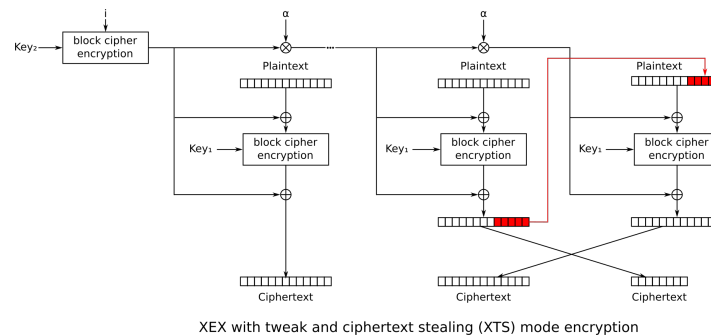 i
α
α
Key₂
block cipher
encryption
...
Plaintext
Plaintext
Plaintext
Key₁
block cipher
encryption
Key₁
block cipher
encryption
Key₁
block cipher
encryption
Ciphertext
Ciphertext
Ciphertext
XEX with tweak and ciphertext stealing (XTS) mode encryption